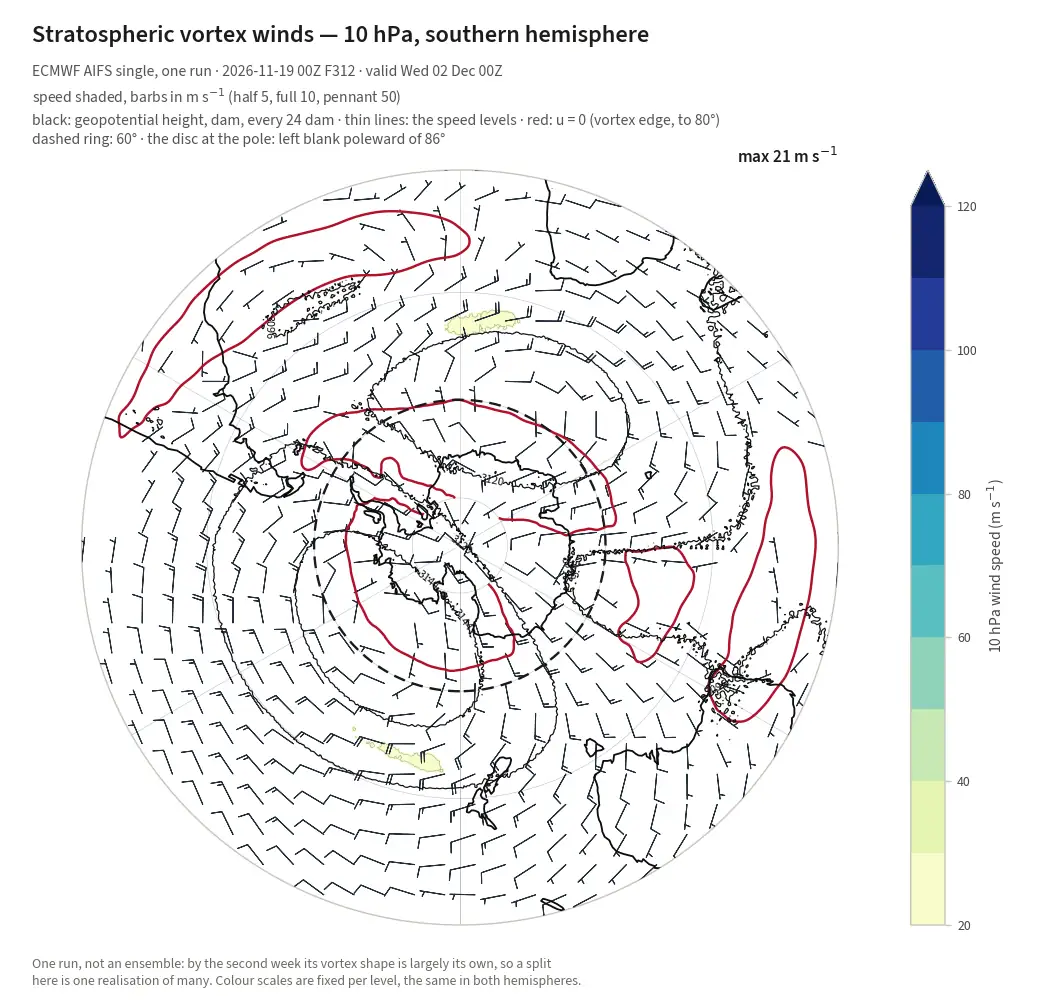 Stratospheric vortex winds — 10 hPa, southern hemisphere
ECMWF AIFS single, one run · 2026-11-19 00Z F312 · valid Wed 02 Dec 00Z
speed shaded, barbs in m s⁻¹ (half 5, full 10, pennant 50)
black: geopotential height, dam, every 24 dam · thin lines: the speed levels · red: u = 0 (vortex edge, to 80°)
dashed ring: 60° · the disc at the pole: left blank poleward of 86°
max 21 m s⁻¹
120
100
80
60
40
20
10 hPa wind speed (m s⁻¹)
3120
One run, not an ensemble: by the second week its vortex shape is largely its own, so a split
here is one realisation of many. Colour scales are fixed per level, the same in both hemispheres.